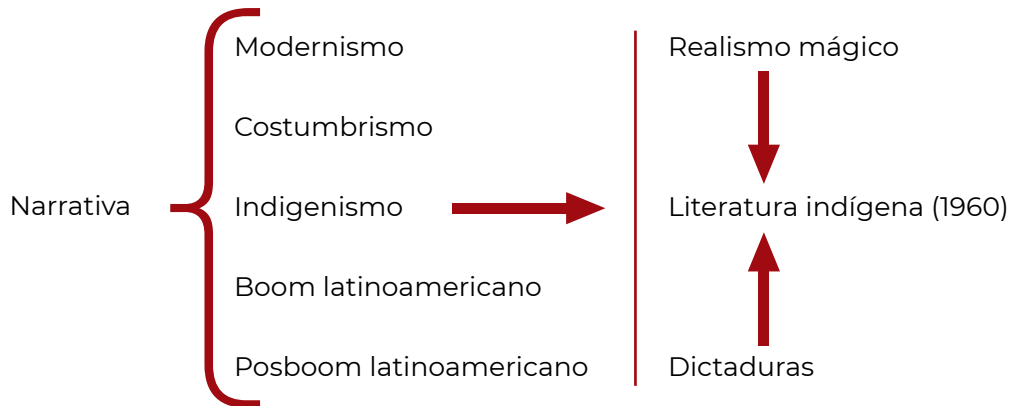 Narrativa
Modernismo
Costumbrismo
Indigenismo
Boom latinoamericano
Posboom latinoamericano
Realismo mágico
Literatura indígena (1960)
Dictaduras